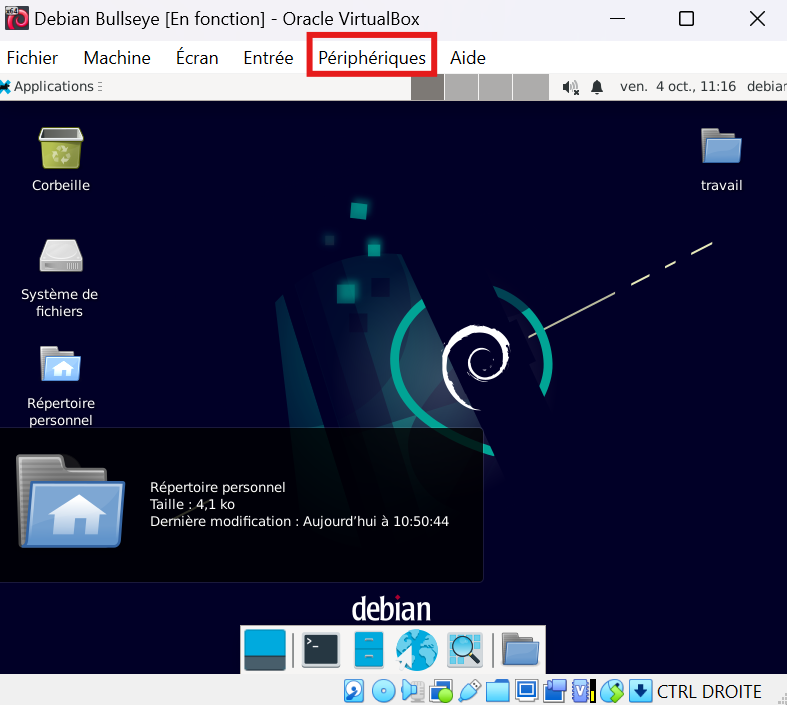 Debian Bullseye [En fonction] - Oracle VirtualBox
Fichier Machine Écran Entrée Périphériques Aide
Applications ven. 4 oct., 11:16 debian
Corbeille
travail
Système de
fichiers
Répertoire
personnel
Répertoire personnel
Taille : 4,1 ko
Dernière modification : Aujourd’hui à 10:50:44
debian
CTRL DROITE